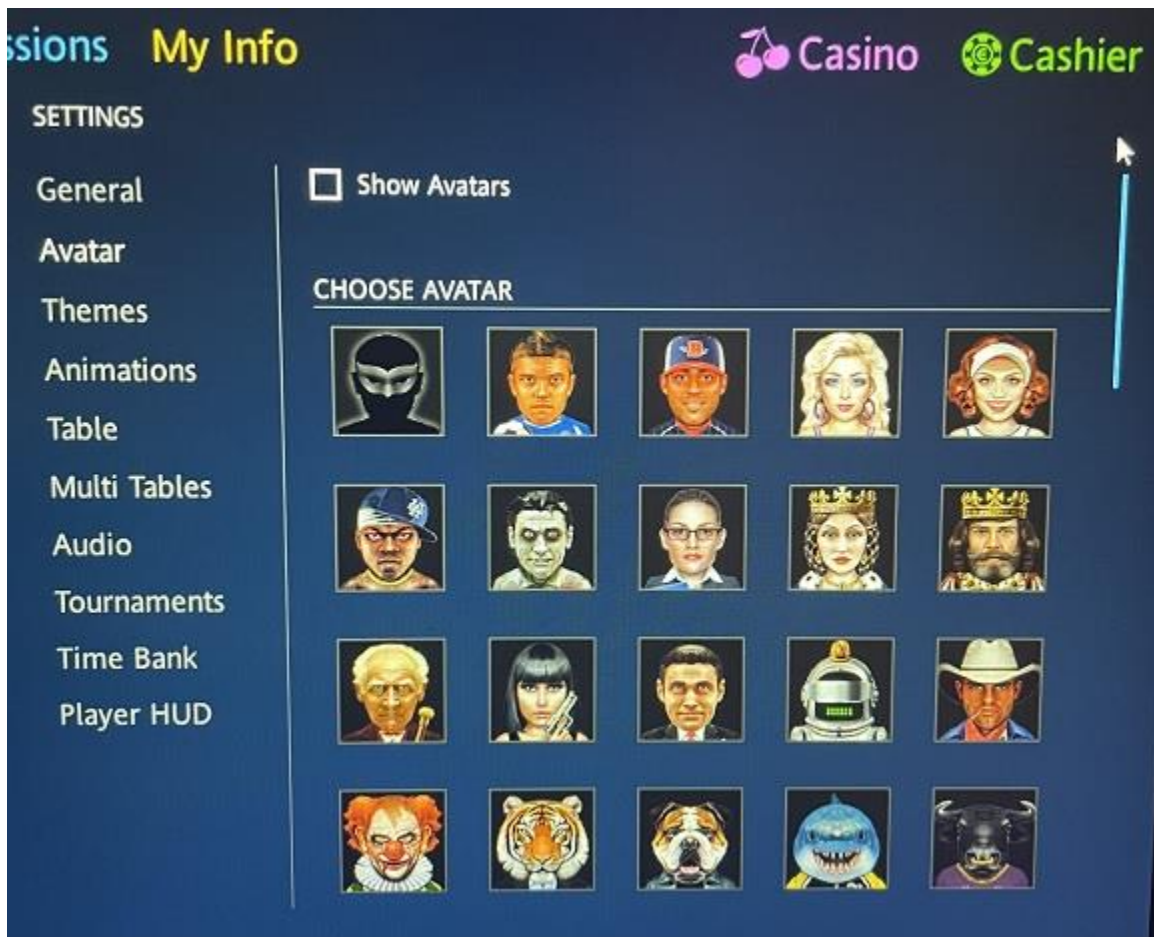 ssions My Info Casino Cashier
SETTINGS
General
Avatar
Themes
Animations
Table
Multi Tables
Audio
Tournaments
Time Bank
Player HUD
Show Avatars
CHOOSE AVATAR